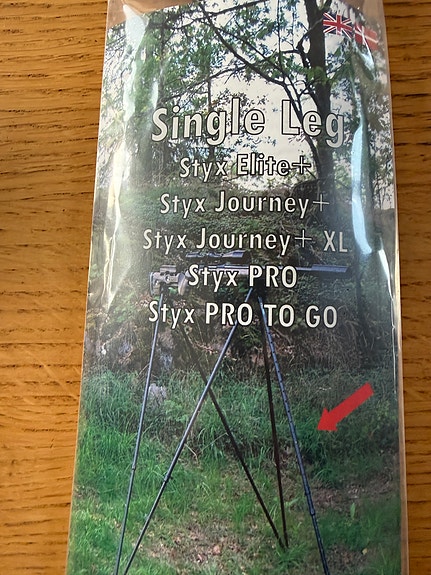 Single Leg
Styx Elite+
Styx Journey+
Styx Journey+ XL
Styx PRO
Styx PRO TO GO